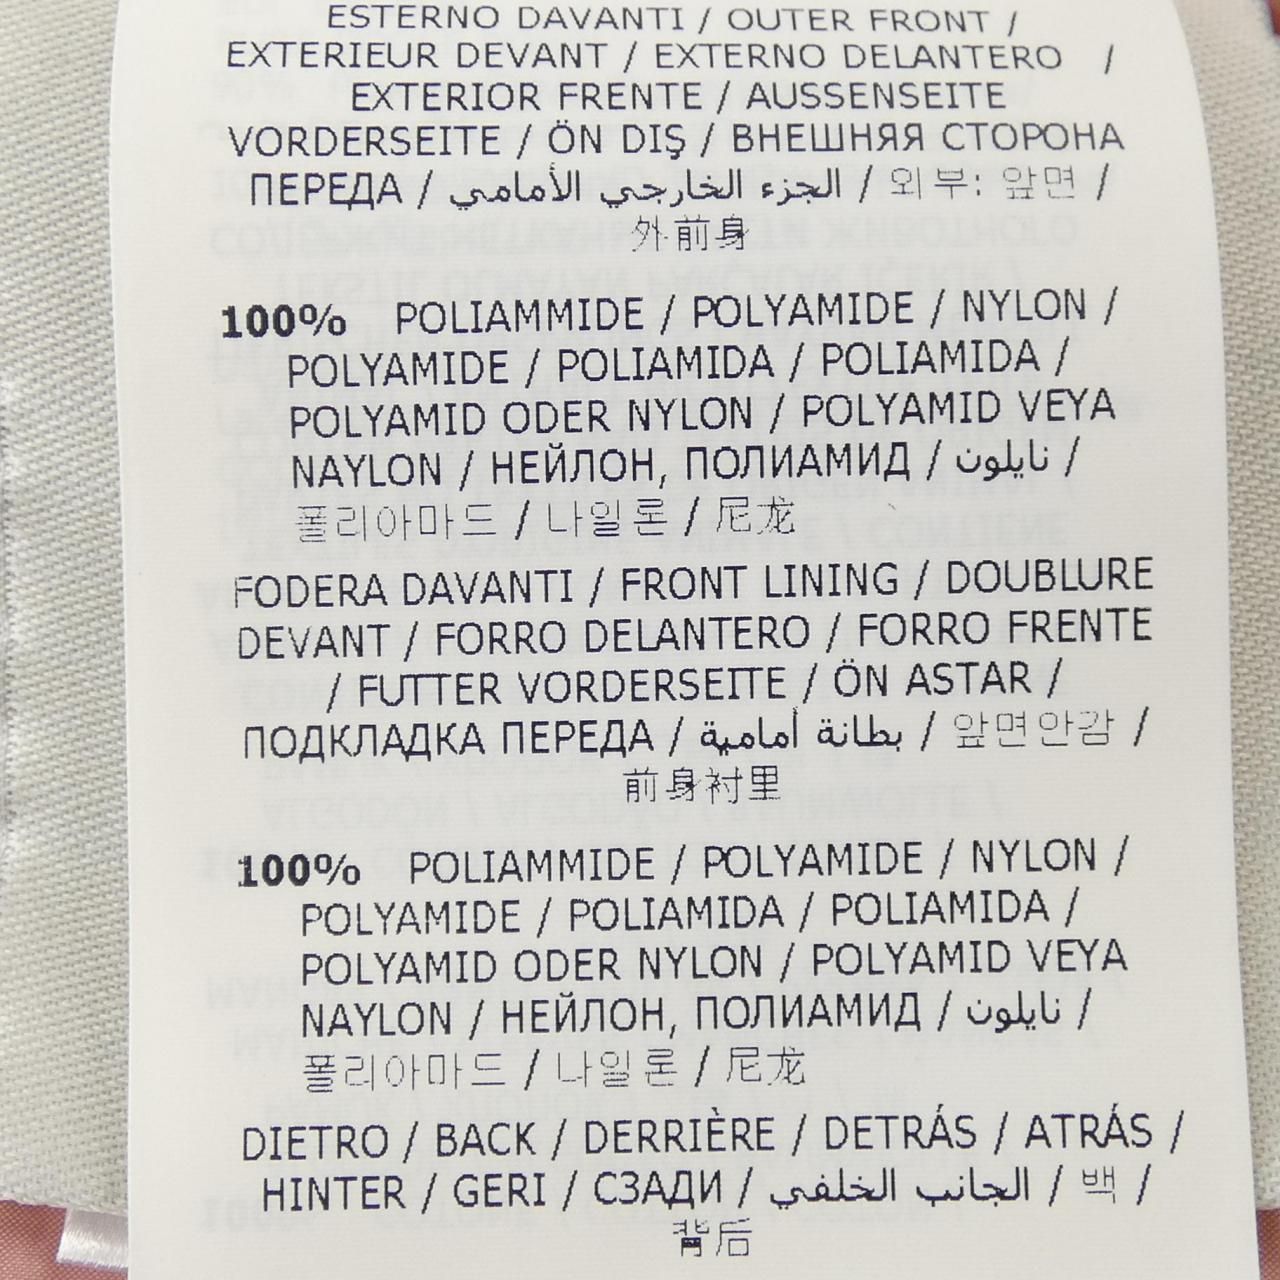 ESTERNO DAVANTI / OUTER FRONT /
EXTERIEUR DEVANT / EXTERNO DELANTERO /
EXTERIOR FRENTE / AUSSENSEITE
VORDERSEITE / ÖN DIŞ / ВНЕШНЯЯ СТОРОНА
ПЕРЕДА / الجزء الخارجي الأمامي / 외부: 앞면 /
外前身
100% POLIAMMIDE / POLYAMIDE / NYLON /
POLYAMIDE / POLIAMIDA / POLIAMIDA /
POLYAMID ODER NYLON / POLYAMID VEYA
NAYLON / НЕЙЛОН, ПОЛИАМИД / نايلون /
폴리아마드 / 나일론 / 尼龙
FODERA DAVANTI / FRONT LINING / DOUBLURE
DEVANT / FORRO DELANTERO / FORRO FRENTE
/ FUTTER VORDERSEITE / ÖN ASTAR /
ПОДКЛАДКА ПЕРЕДА / بطانة أمامية / 앞면안감 /
前身衬里
100% POLIAMMIDE / POLYAMIDE / NYLON /
POLYAMIDE / POLIAMIDA / POLIAMIDA /
POLYAMID ODER NYLON / POLYAMID VEYA
NAYLON / НЕЙЛОН, ПОЛИАМИД / نايلون /
폴리아마드 / 나일론 / 尼龙
DIETRO / BACK / DERRIÈRE / DETRÁS / ATRÁS /
HINTER / GERI / СЗАДИ / الجانب الخلفي / 백 /
背后